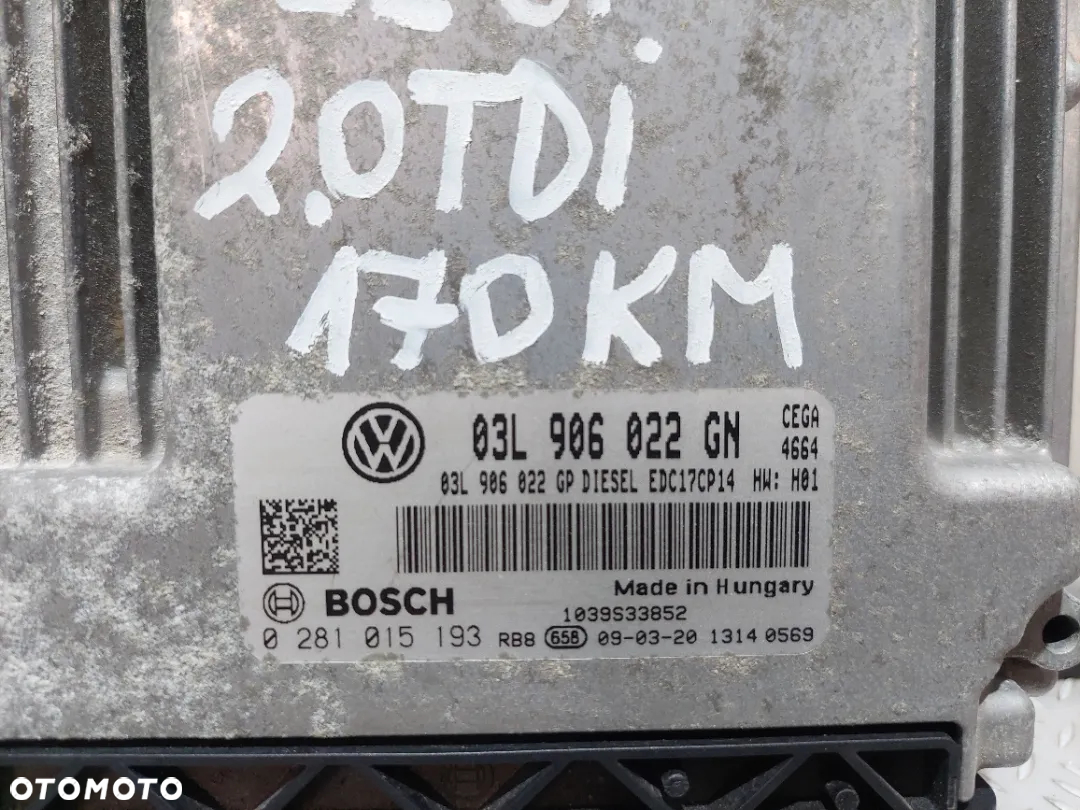 2.0TDi
170KM
03L 906 022 GN
CEGA
4664
03L 906 022 GP DIESEL EDC17CP14 HW: H01
Made in Hungary
BOSCH
1039S33852
0 281 015 193 RB8 658 09-03-20 1314 0569
OTOMOTO